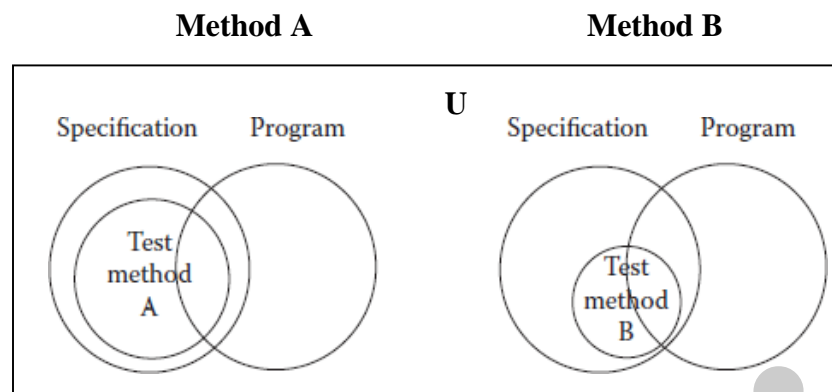 Method A Method B
U
Specification Program Specification Program
Test
method
A
Test
method
B